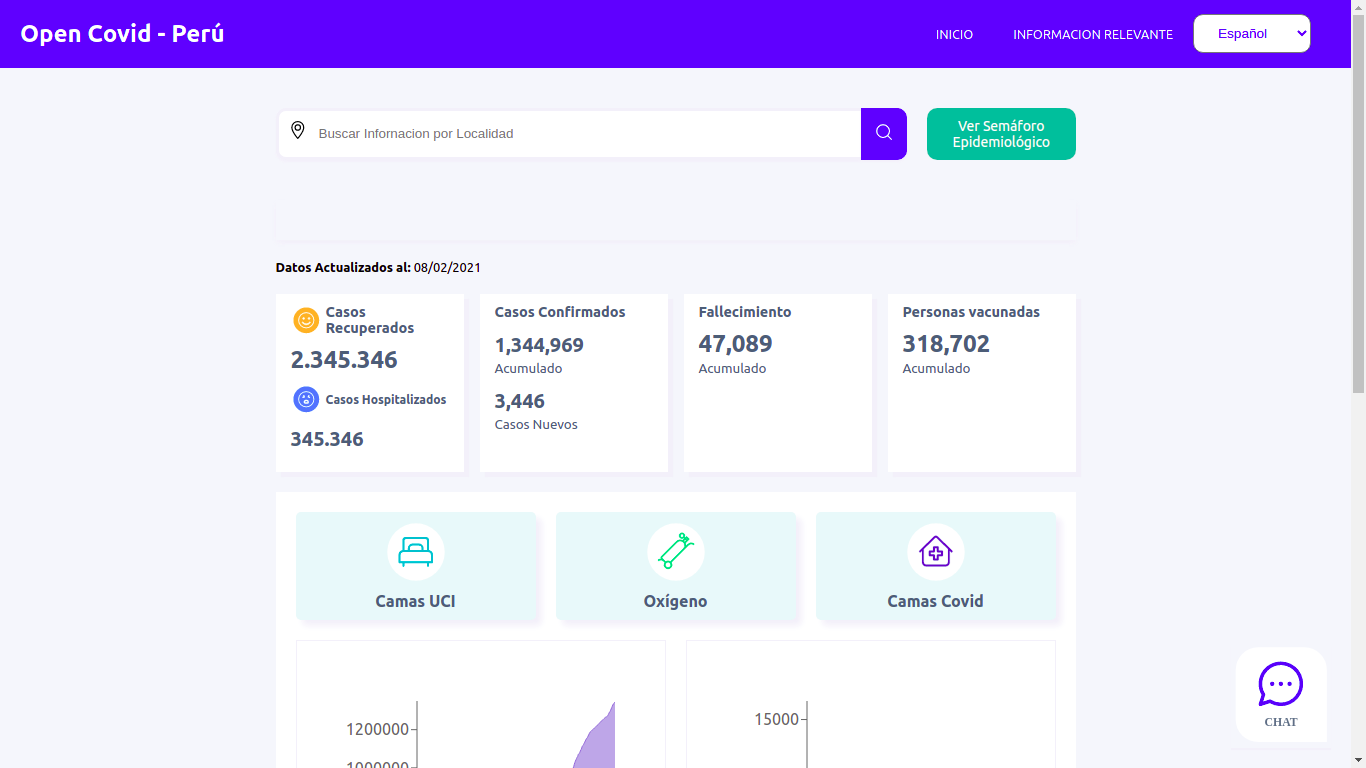 Open Covid - Perú
INICIO
INFORMACION RELEVANTE
Español
Buscar Infornacion por Localidad
Ver Semáforo
Epidemiológico
Datos Actualizados al: 08/02/2021
Casos
Recuperados
2.345.346
Casos Hospitalizados
345.346
Casos Confirmados
1,344,969
Acumulado
3,446
Casos Nuevos
Fallecimiento
47,089
Acumulado
Personas vacunadas
318,702
Acumulado
Camas UCI
Oxígeno
Camas Covid
1200000
1000000
15000
CHAT